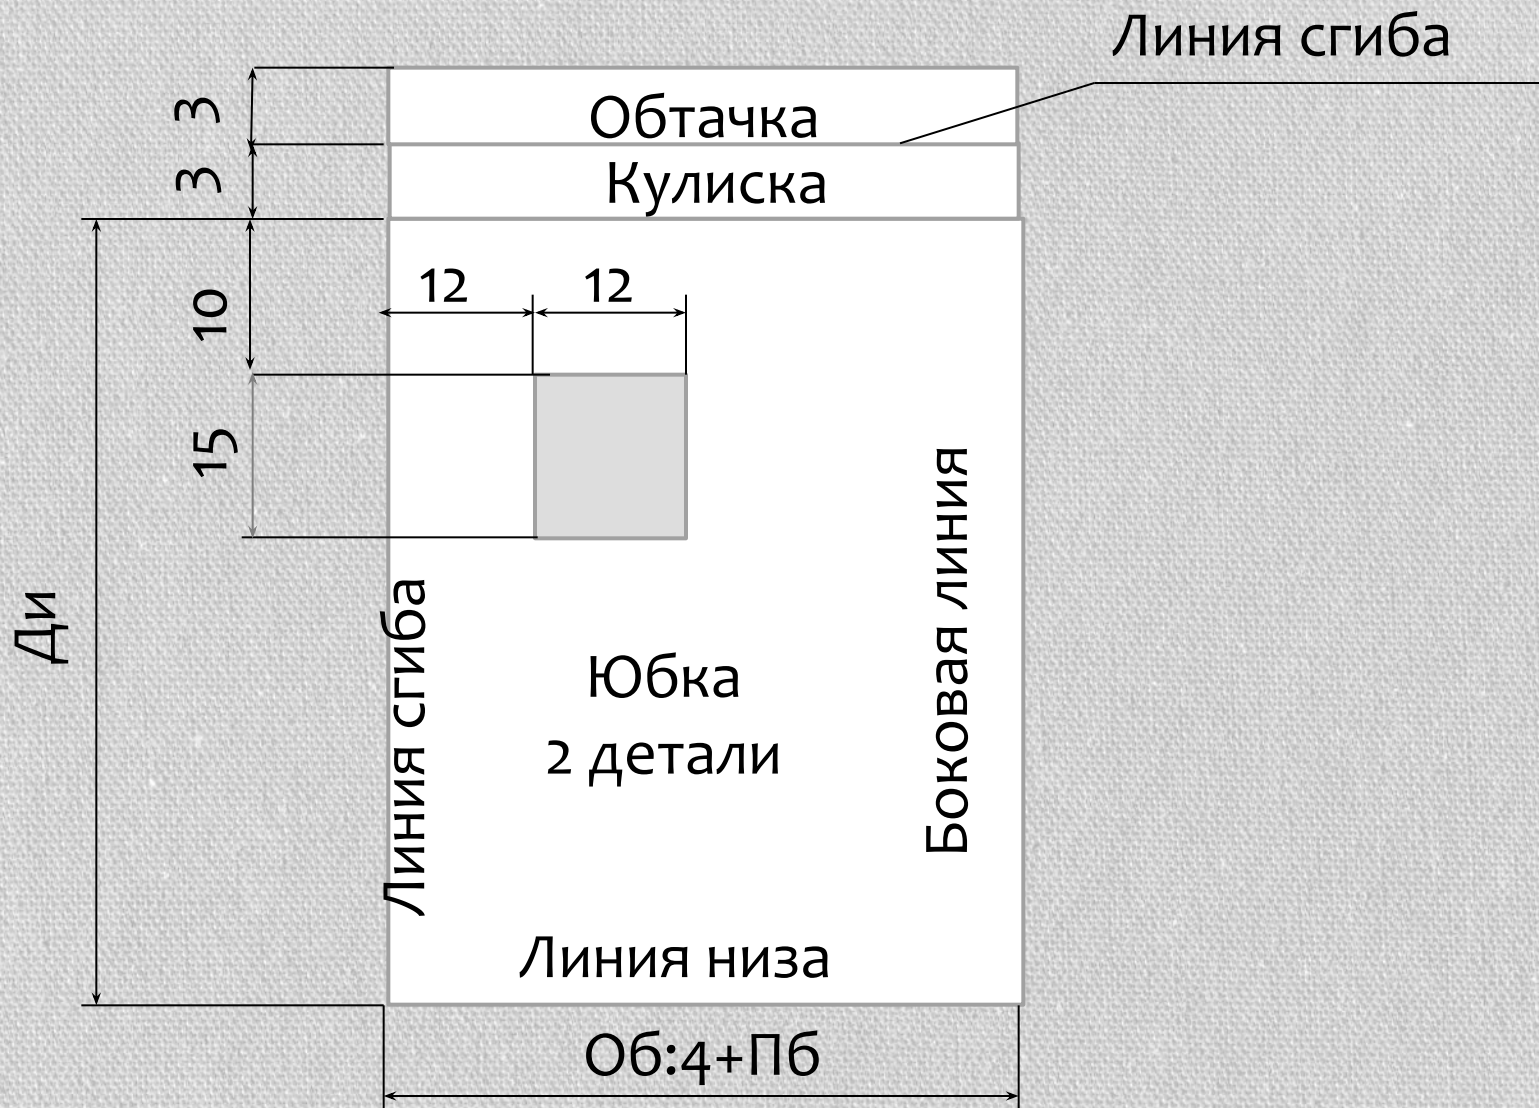 Линия сгиба
3
Обтачка
3
Кулиска
12
12
10
15
Ди
Линия сгиба
Боковая линия
Юбка
2 детали
Линия низа
Об:4+Пб